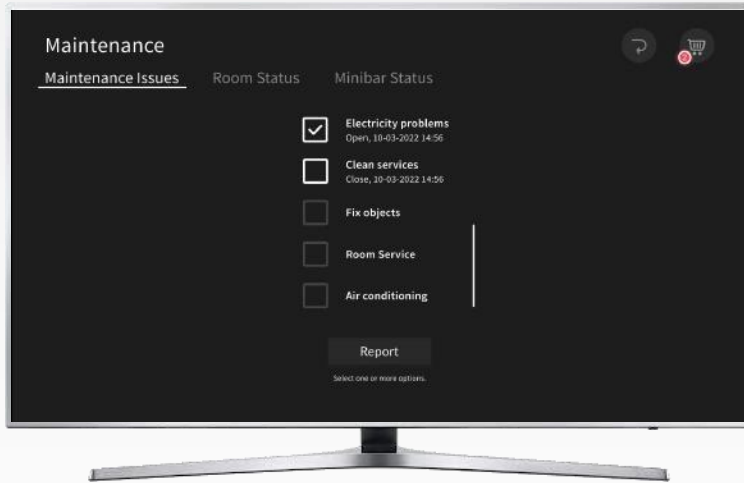 Maintenance
Maintenance Issues Room Status Minibar Status
Electricity problems
Open, 10-03-2022 14:56
Clean services
Close, 10-03-2022 14:56
Fix objects
Room Service
Air conditioning
Report
Select one or more options.